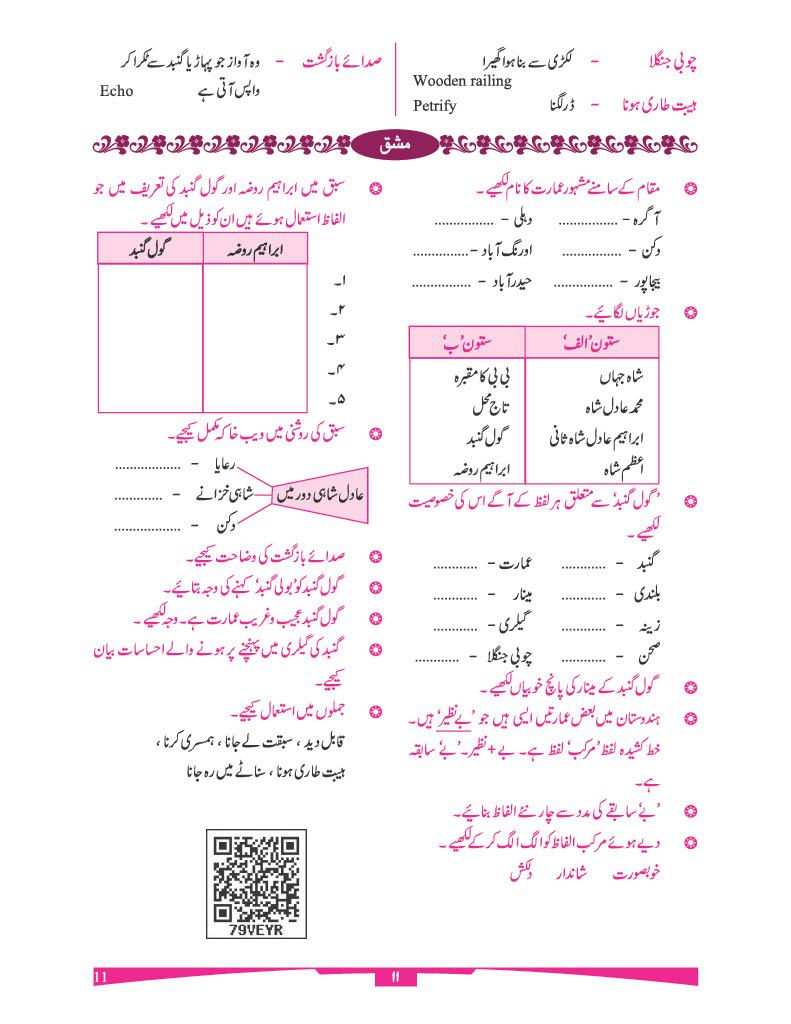 چوبی جنگلا – لکڑی سے بنا ہوا گھیرا
Wooden railing
ہیبت طاری ہونا – ڈر لگنا Petrify
صدائے بازگشت – وہ آواز جو پہاڑ یا گنبد سے ٹکرا کر
واپس آتی ہے Echo
مشق
مقام کے سامنے مشہور عمارت کا نام لکھیے ۔
آگرہ – ................ دہلی – ................
دکن – ................ اورنگ آباد – ................
بیجاپور – ................ حیدرآباد – ................
جوڑیاں لگائیے۔
ستون ’الف‘ ستون ’ب‘
شاہ جہاں بی بی کا مقبرہ
محمد عادل شاہ تاج محل
ابراہیم عادل شاہ ثانی گول گنبد
اعظم شاہ ابراہیم روضہ
’گول گنبد‘ سے متعلق ہر لفظ کے آگے اس کی خصوصیت
لکھیے ۔
گنبد – ............ عمارت – ............
بلندی – ............ مینار – ............
زینہ – ............ گیلری – ............
صحن – ............ چوبی جنگلا – ............
گول گنبد کے مینار کی پانچ خوبیاں لکھیے ۔
ہندوستان میں بعض عمارتیں ایسی ہیں جو ’بےنظیر‘ ہیں۔
خط کشیدہ لفظ ’مرکب‘ لفظ ہے۔ بے + نظیر۔ ’بے‘ سابقہ
ہے۔
’بے‘ سابقے کی مدد سے چار نئے الفاظ بنائیے۔
دیے ہوئے مرکب الفاظ کو الگ الگ کر کے لکھیے ۔
خوبصورت شاندار دلکش
سبق میں ابراہیم روضہ اور گول گنبد کی تعریف میں جو
الفاظ استعمال ہوئے ہیں ان کو ذیل میں لکھیے ۔
ابراہیم روضہ گول گنبد
۱۔
۲۔
۳۔
۴۔
۵۔
سبق کی روشنی میں ویب خاکہ مکمل کیجیے۔
رعایا – .................
عادل شاہی دور میں شاہی خزانے – .............
دکن – .................
صدائے بازگشت کی وضاحت کیجیے۔
گول گنبد کو ’بولی گنبد‘ کہنے کی وجہ بتائیے۔
گول گنبد عجیب و غریب عمارت ہے۔ وجہ لکھیے ۔
گنبد کی گیلری میں پہنچنے پر ہونے والے احساسات بیان
کیجیے۔
جملوں میں استعمال کیجیے۔
قابل دید ، سبقت لے جانا ، ہمسری کرنا ،
ہیبت طاری ہونا ، سناٹے میں رہ جانا
79VEYR
11 ۱۱